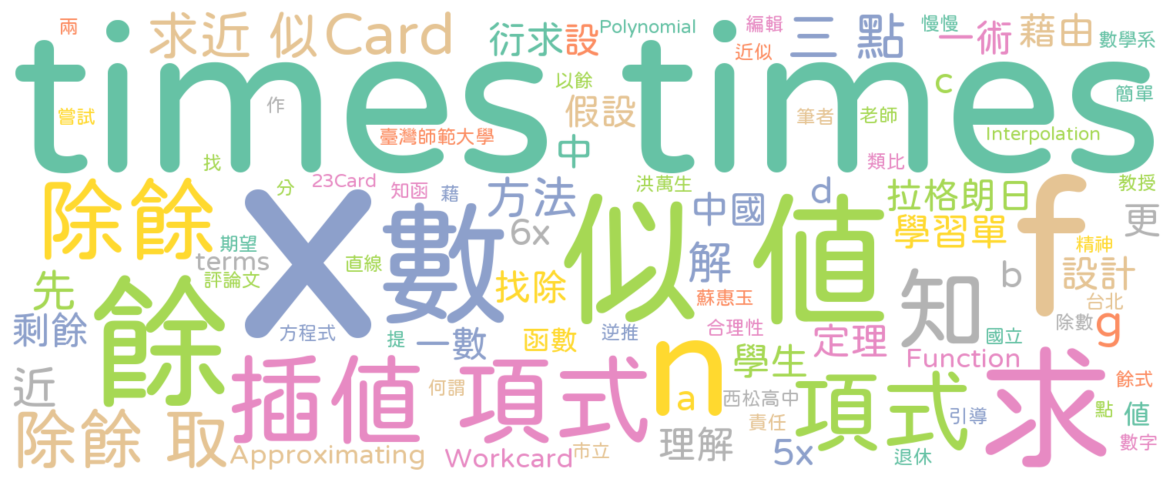 兩 求近 似 Card 衍求 設 Polynomial 編輯 三 點 慢慢 一術 藉由 數學系
近似
times times
嘗試 作 以餘 假設 筆者 老師 c 簡單
臺灣師範大學 中 Interpolation
找 類比
分 23Card 知函 藉 洪萬生 d 教授
除餘 X 數 方法 似 值 中國 拉格朗日 f 更
期望 6x 學習單 精神
terms 直線 解 b 設計
先 餘 評論文 找除 蘇惠玉 知 台北
剩餘 方程式 提 一數 函數 逆推 合理性 定理 除數 國立 g
近 插值 項式 n 學生 Function 求 餘式
何謂 a 西松高中 項式 點 值
除餘 取 理解 責任 引導 數字
Approximating Workcard 市立 5x 退休